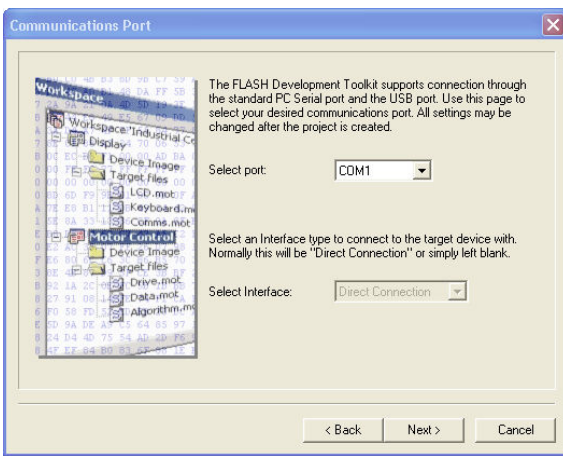 Communications Port
Workspace
Workspace 'Industrial Co
Display
Device Image
Target files
LCD.mot
Keyboard.m
Comms.mot
Motor Control
Device Image
Target files
Drive.mot
Data.mot
Algorithm.m
The FLASH Development Toolkit supports connection through
the standard PC Serial port and the USB port. Use this page to
select your desired communications port. All settings may be
changed after the project is created.
Select port:
COM1
Select an Interface type to connect to the target device with.
Normally this will be "Direct Connection" or simply left blank.
Select Interface:
Direct Connection
< Back
Next >
Cancel